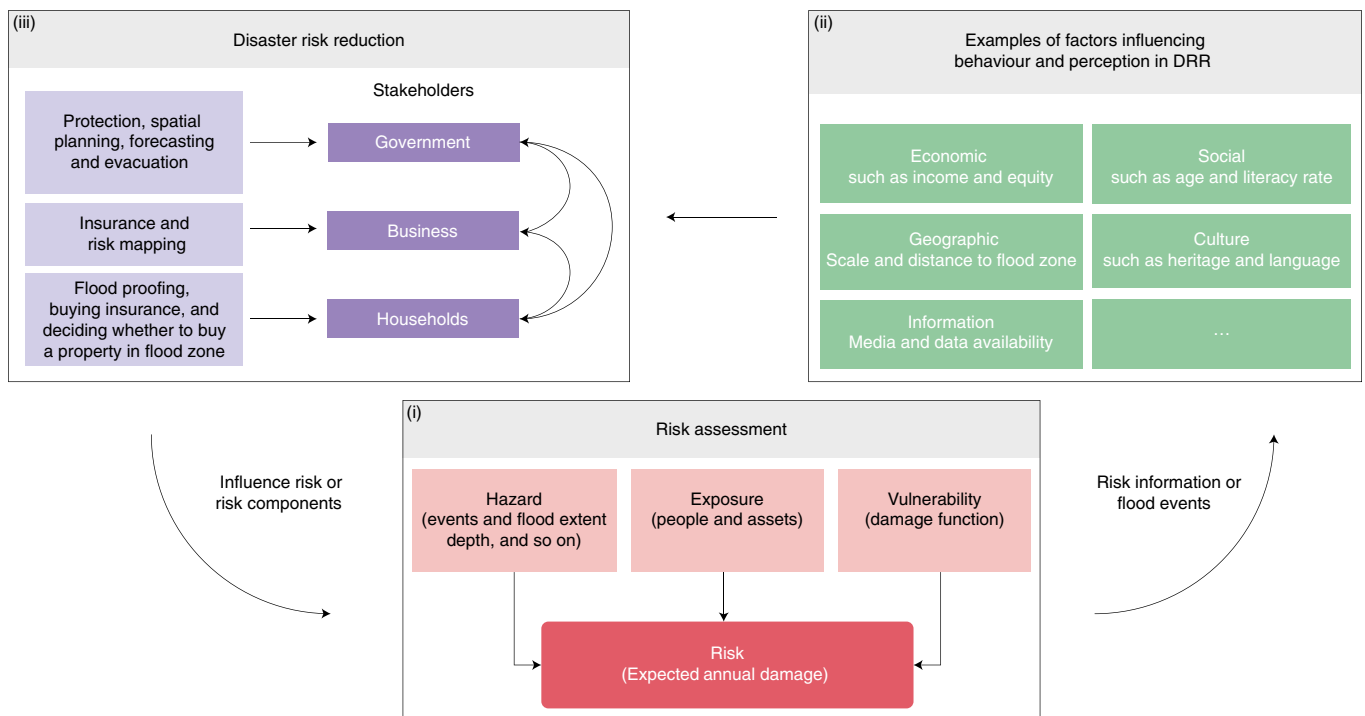 (iii)
Disaster risk reduction
Stakeholders
Protection, spatial
planning, forecasting
and evacuation
Government
Insurance and
risk mapping
Business
Flood proofing,
buying insurance, and
deciding whether to buy
a property in flood zone
Households
(ii)
Examples of factors influencing
behaviour and perception in DRR
Economic
such as income and equity
Social
such as age and literacy rate
Geographic
Scale and distance to flood zone
Culture
such as heritage and language
Information
Media and data availability
...
Influence risk or
risk components
(i)
Risk assessment
Hazard
(events and flood extent
depth, and so on)
Exposure
(people and assets)
Vulnerability
(damage function)
Risk
(Expected annual damage)
Risk information or
flood events